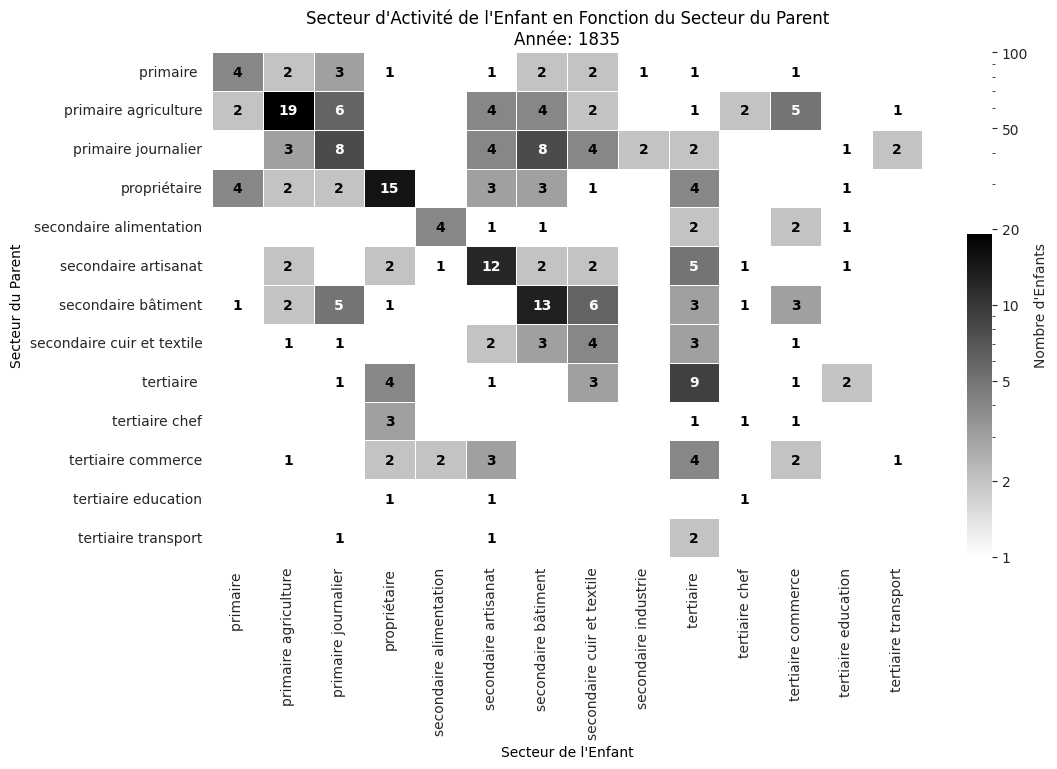 Secteur d'Activité de l'Enfant en Fonction du Secteur du Parent
Année: 1835
primaire 4 2 3 1 1 2 2 1 1 1
primaire agriculture 2 19 6 4 4 2 1 2 5 1
primaire journalier 3 8 4 8 4 2 2 1 2
propriétaire 4 2 2 15 3 3 1 4 1
secondaire alimentation 4 1 1 2 2 1
secondaire artisanat 2 2 1 12 2 2 5 1 1
secondaire bâtiment 1 2 5 1 13 6 3 1 3
secondaire cuir et textile 1 1 2 3 4 3 1
tertiaire 1 4 1 3 9 1 2
tertiaire chef 3 1 1 1
tertiaire commerce 1 2 2 3 4 2 1
tertiaire education 1 1 1
tertiaire transport 1 1 2
primaire
primaire agriculture
primaire journalier
propriétaire
secondaire alimentation
secondaire artisanat
secondaire bâtiment
secondaire cuir et textile
secondaire industrie
tertiaire
tertiaire chef
tertiaire commerce
tertiaire education
tertiaire transport
Secteur de l'Enfant
Secteur du Parent
100
50
20
10
5
2
1
Nombre d'Enfants